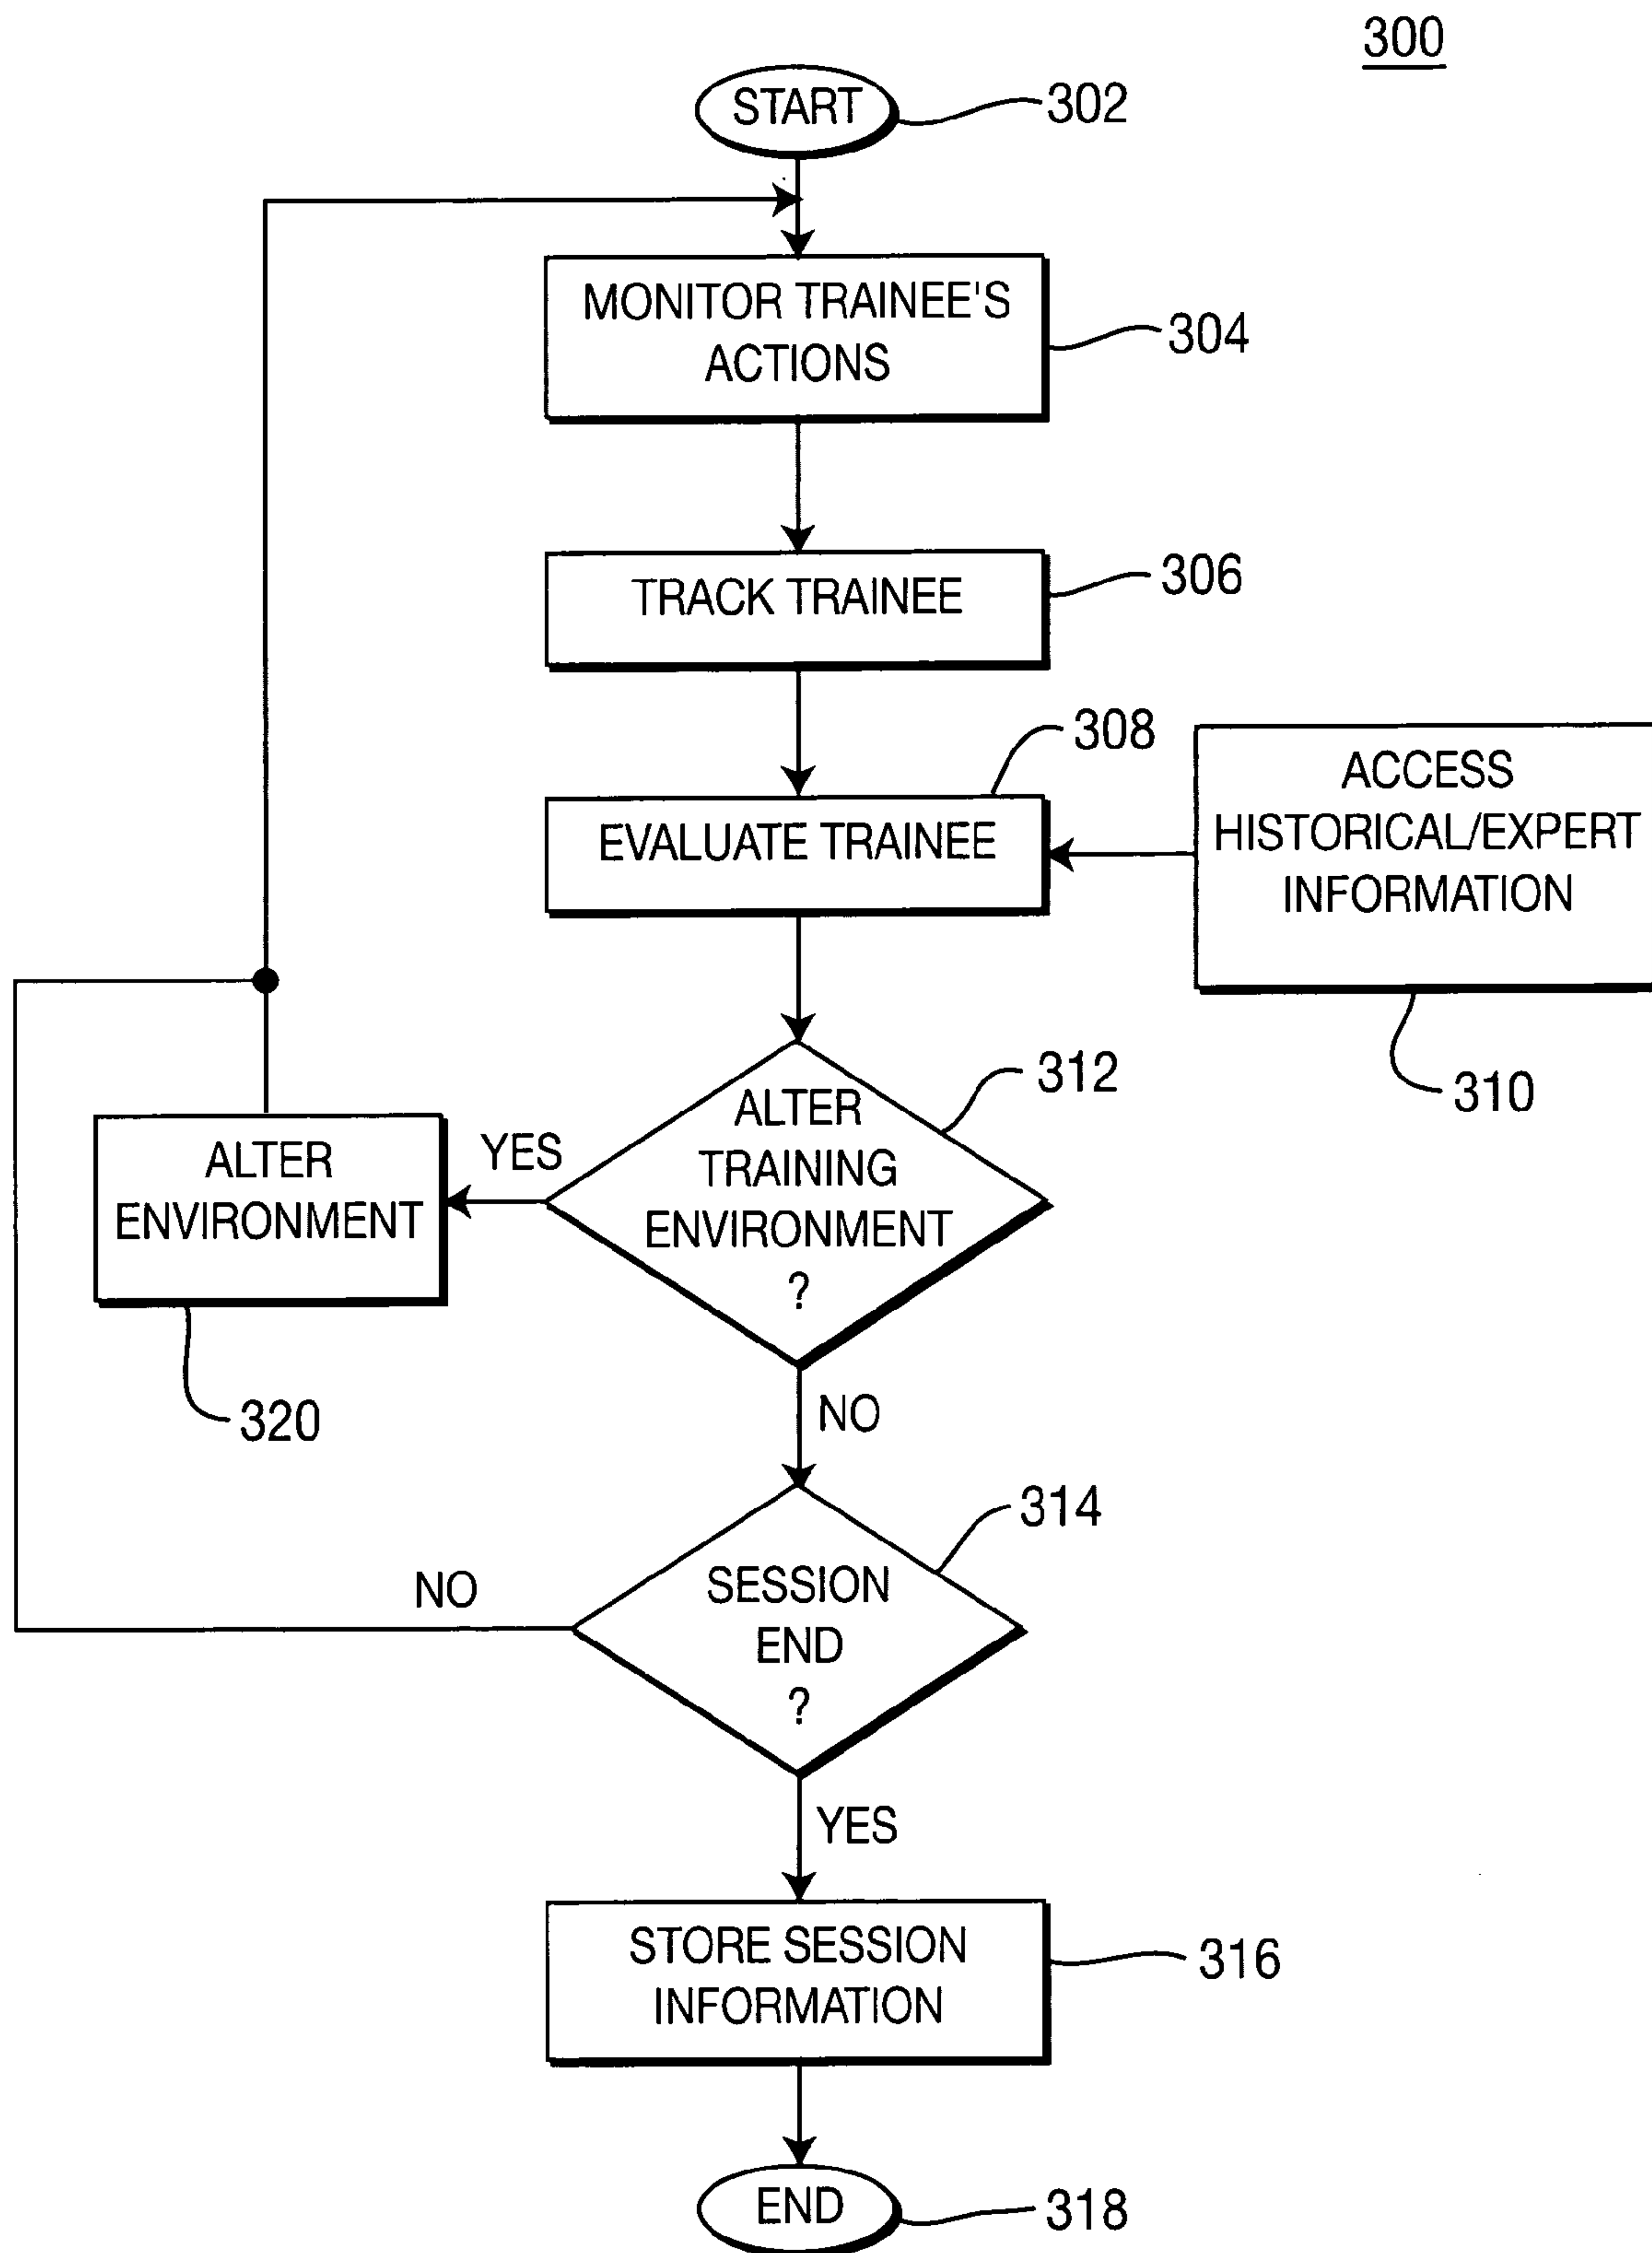 300
START
302
MONITOR TRAINEE'S
ACTIONS
304
TRACK TRAINEE
306
308
EVALUATE TRAINEE
ACCESS
HISTORICAL/EXPERT
INFORMATION
310
312
ALTER
TRAINING
ENVIRONMENT
?
YES
ALTER
ENVIRONMENT
320
NO
314
SESSION
END
?
NO
YES
STORE SESSION
INFORMATION
316
END
318